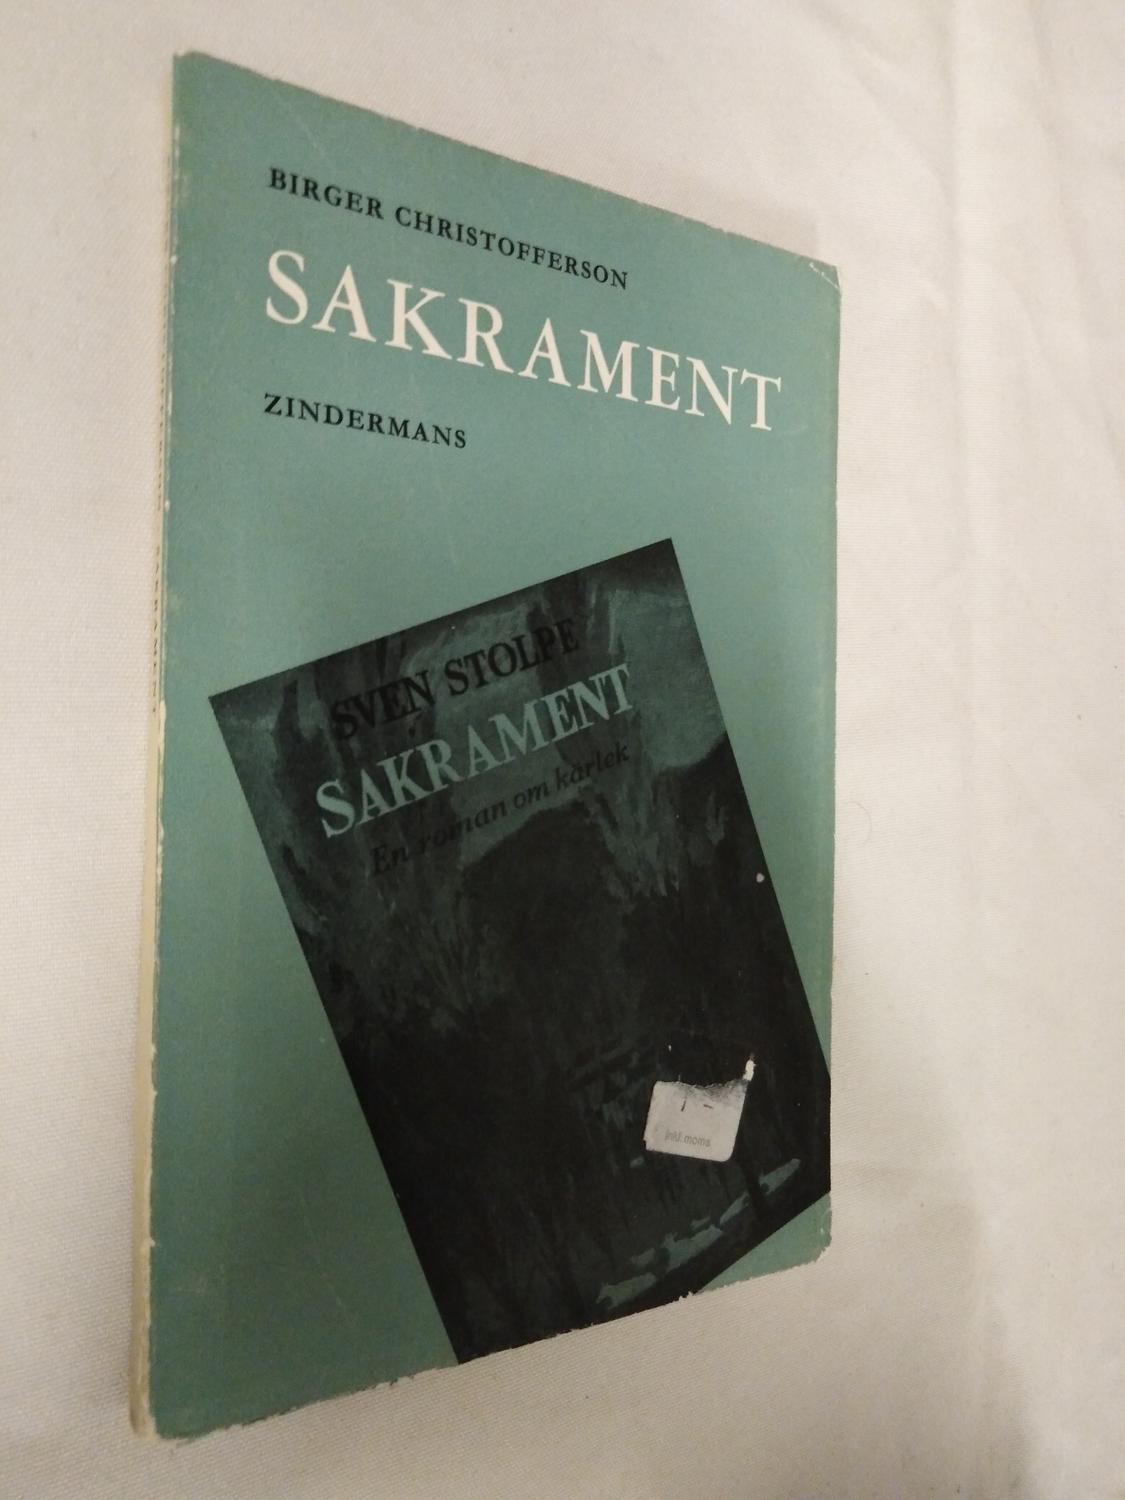 BIRGER CHRISTOFFERSON
SAKRAMENT
ZINDERMANS
SVEN STOLPE
SAKRAMENT
En roman om kärlek
inkl. moms